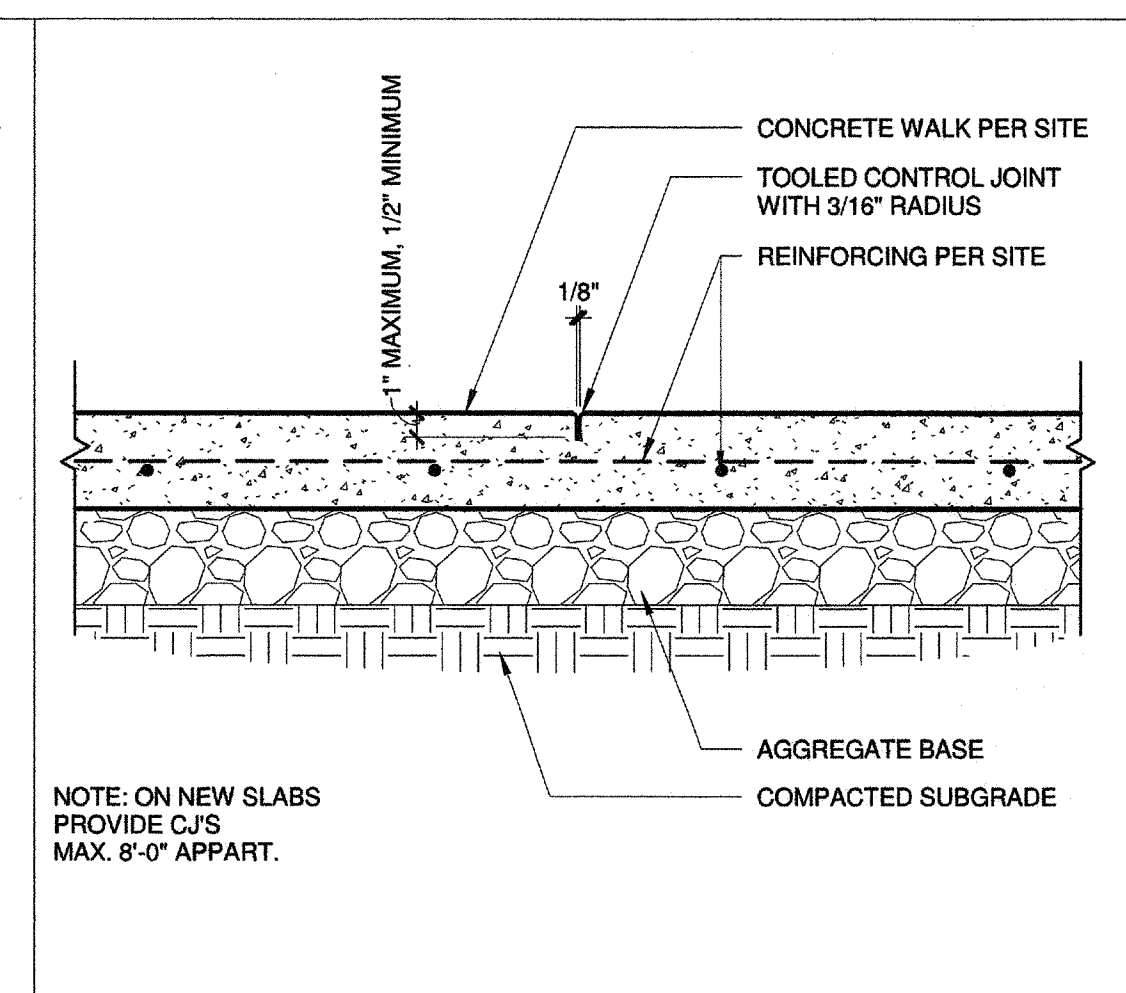 1" MAXIMUM, 1/2" MINIMUM
CONCRETE WALK PER SITE
TOOLED CONTROL JOINT
WITH 3/16" RADIUS
REINFORCING PER SITE
1/8"
AGGREGATE BASE
COMPACTED SUBGRADE
NOTE: ON NEW SLABS
PROVIDE CJ'S
MAX. 8'-0" APPART.